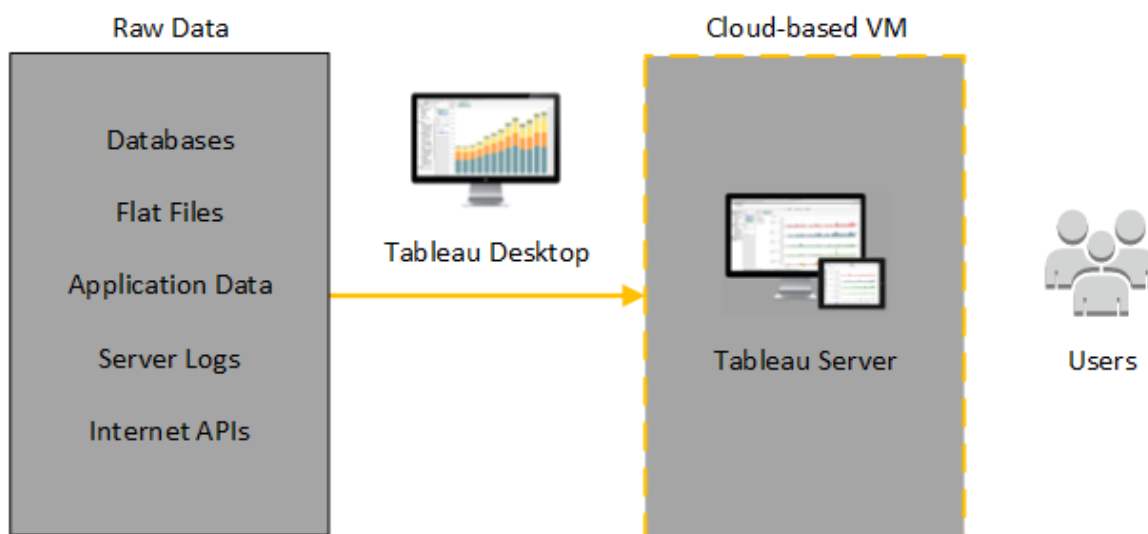 Raw Data
Databases
Flat Files
Application Data
Server Logs
Internet APIs
Tableau Desktop
Cloud-based VM
Tableau Server
Users